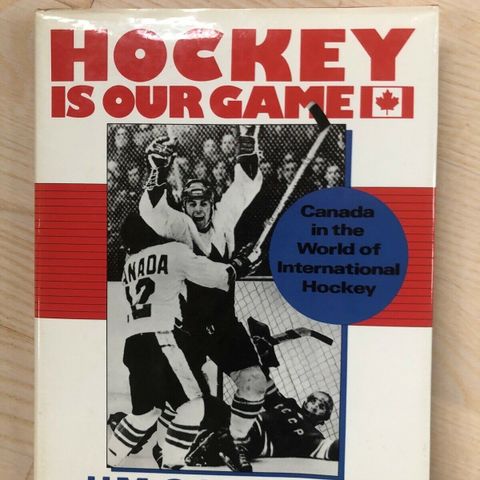 HOCKEY
IS OUR GAME
Canada
in the
World of
International
Hockey
ANADA
12
CCCP